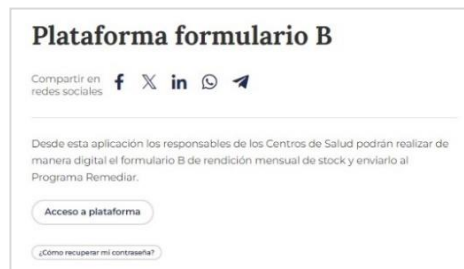 Plataforma formulario B
Compartir en
redes sociales
Desde esta aplicación los responsables de los Centros de Salud podrán realizar de
manera digital el formulario B de rendición mensual de stock y enviarlo al
Programa Remediar.
Acceso a plataforma
¿Cómo recuperar mi contraseña?